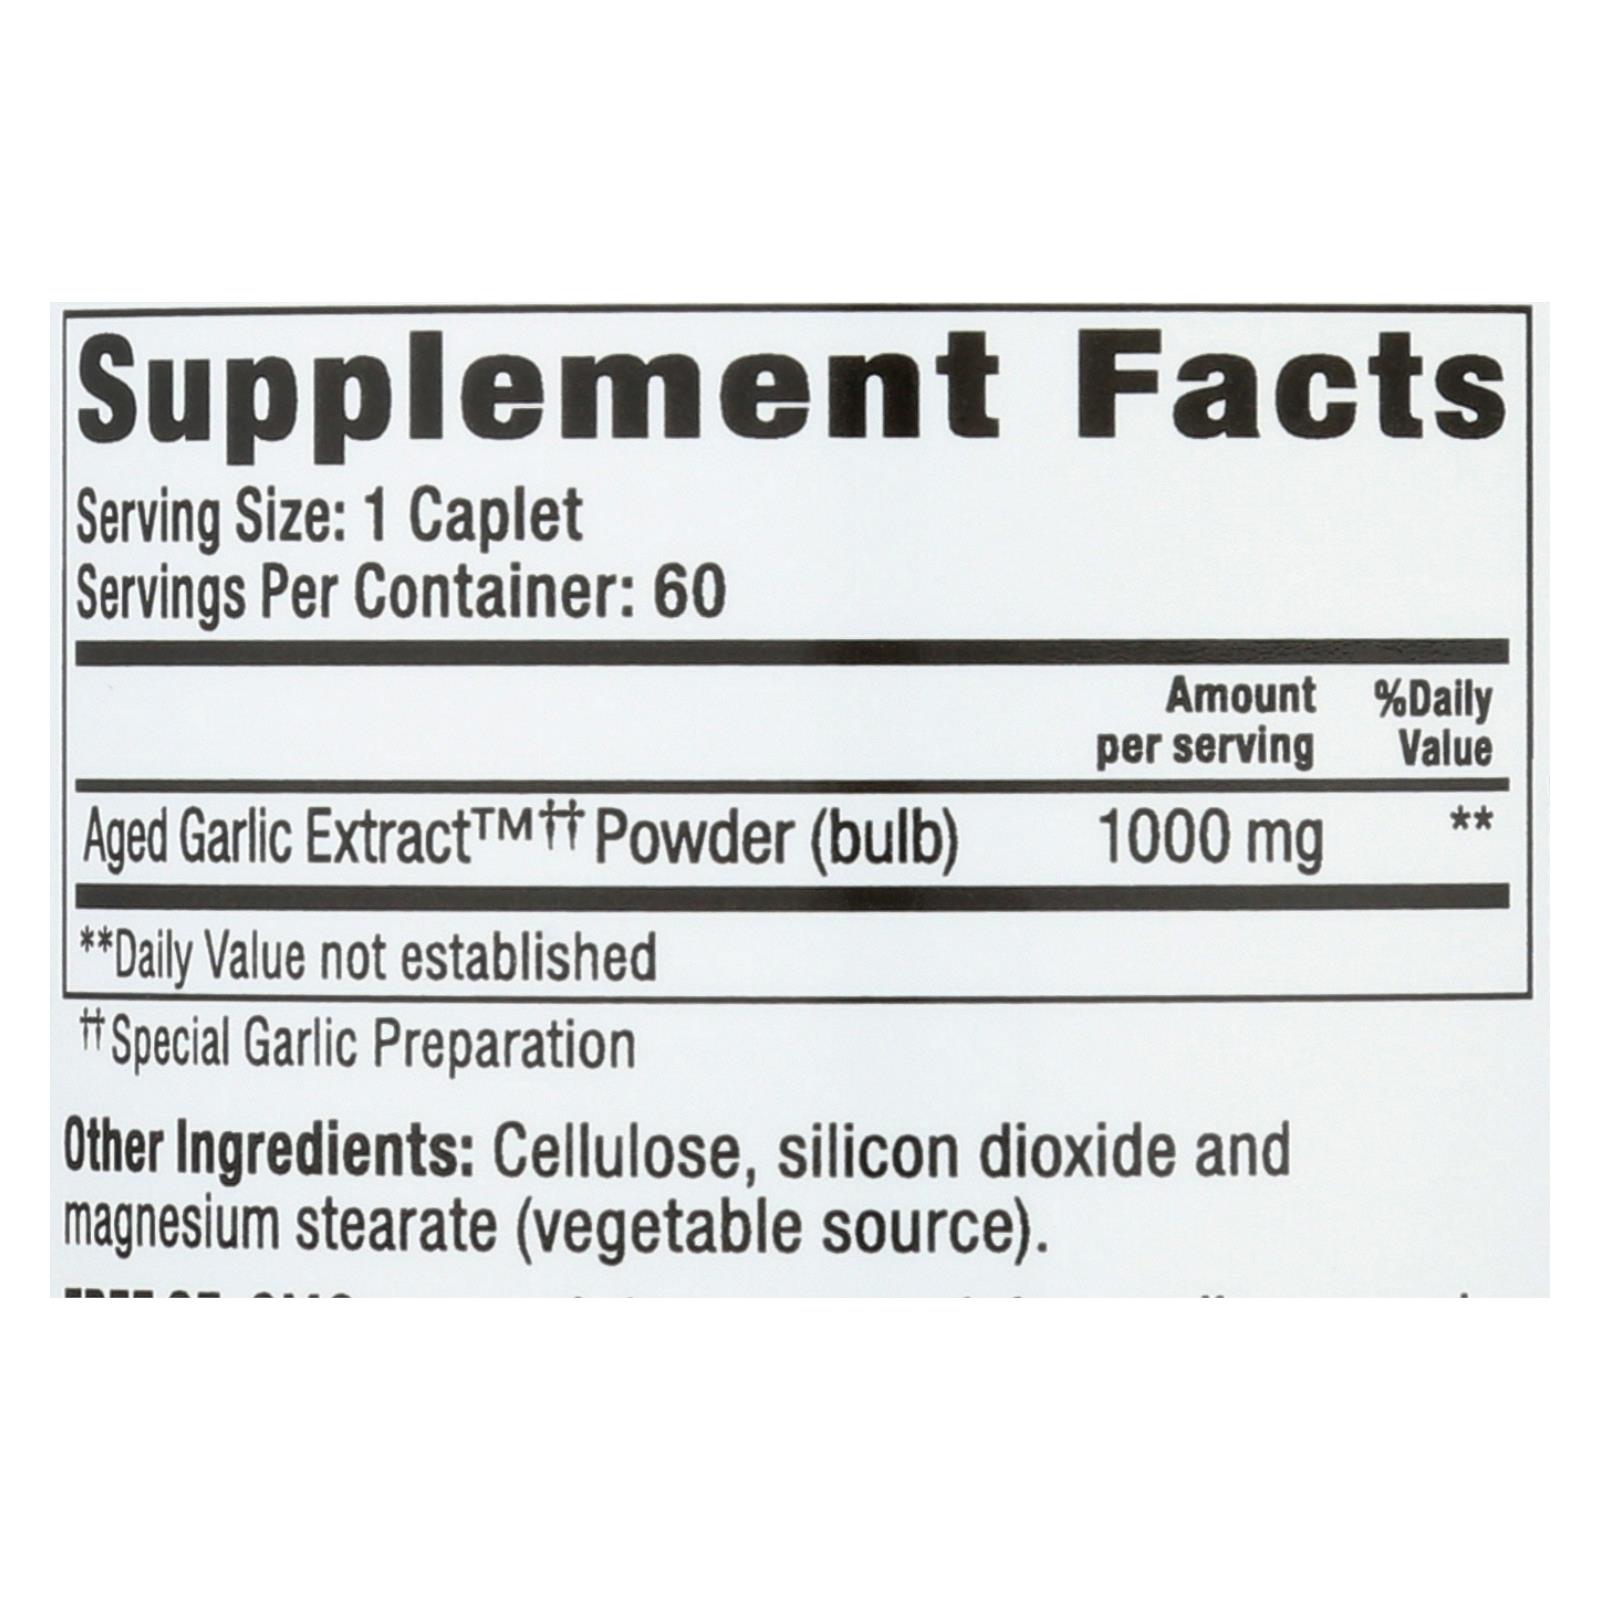 Supplement Facts
Serving Size: 1 Caplet
Servings Per Container: 60
Amount per serving %Daily Value
Aged Garlic Extract™†† Powder (bulb) 1000 mg **
**Daily Value not established
††Special Garlic Preparation
Other Ingredients: Cellulose, silicon dioxide and
magnesium stearate (vegetable source).